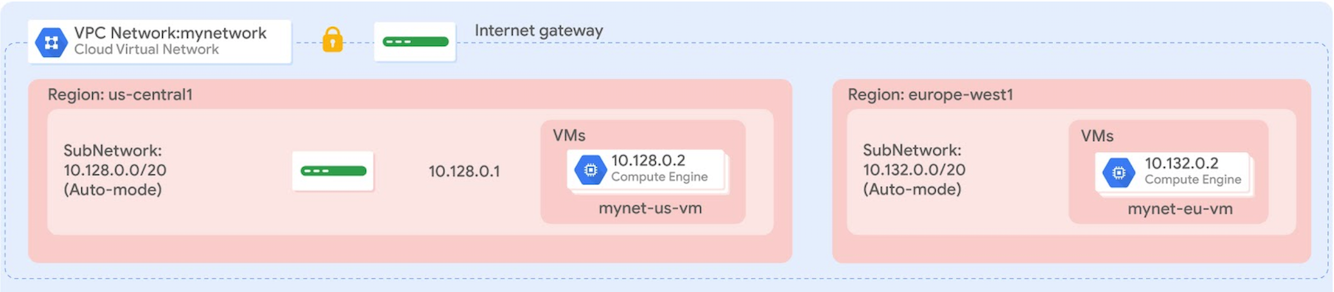 VPC Network:mynetwork
Cloud Virtual Network
Internet gateway
Region: us-central1
SubNetwork:
10.128.0.0/20
(Auto-mode)
10.128.0.1
VMs
10.128.0.2
Compute Engine
mynet-us-vm
Region: europe-west1
SubNetwork:
10.132.0.0/20
(Auto-mode)
VMs
10.132.0.2
Compute Engine
mynet-eu-vm